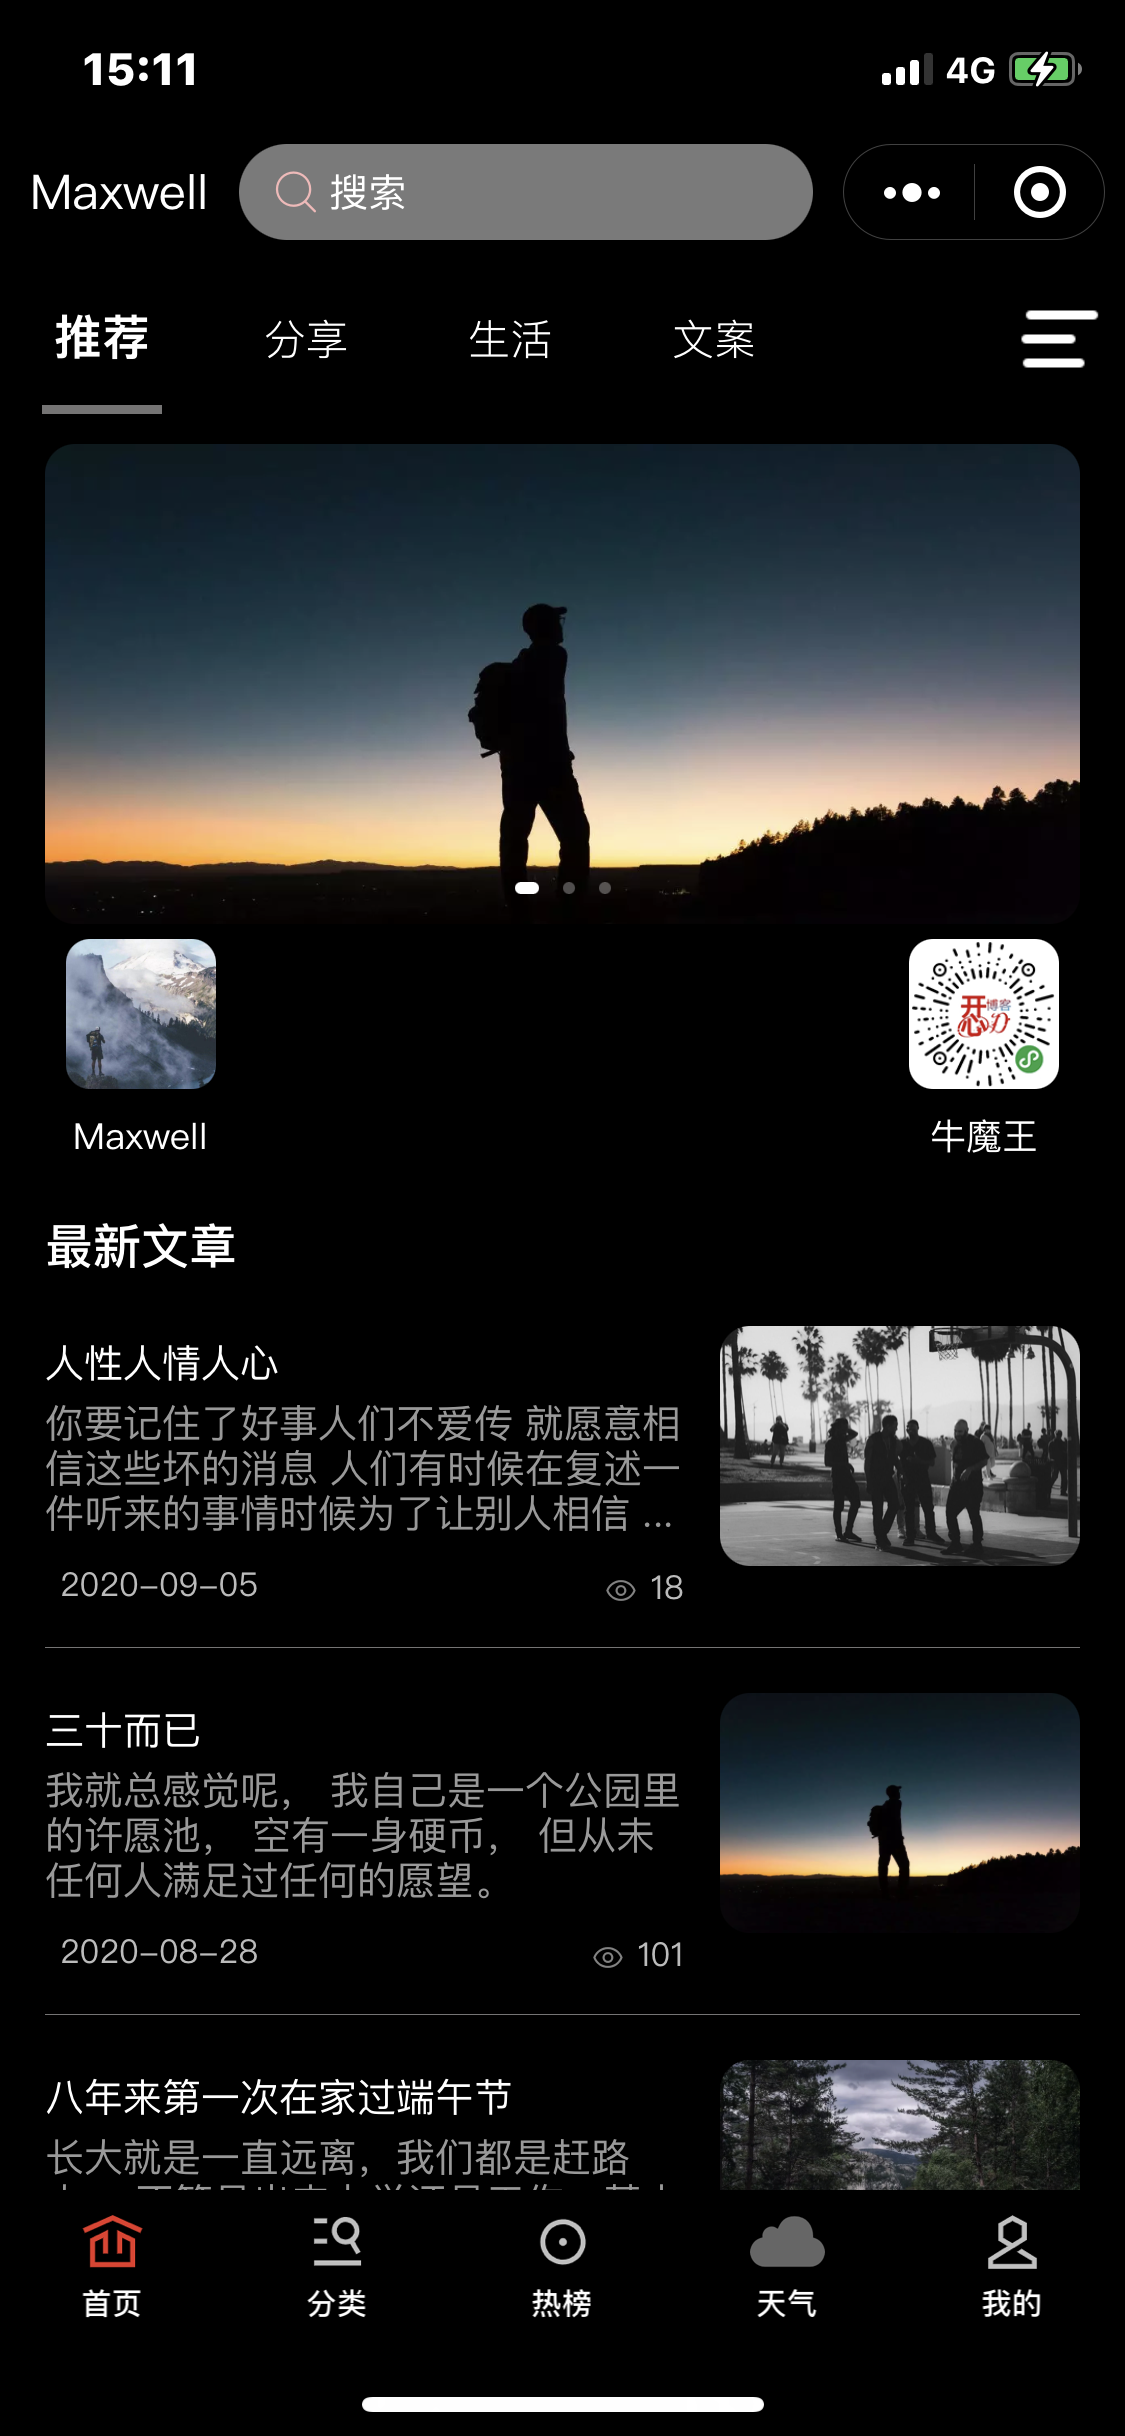 15:11
4G
Maxwell
搜索
推荐
分享
生活
文案
开心
博客
Maxwell
牛魔王
最新文章
人性人情人心
你要记住了好事人们不爱传 就愿意相
信这些坏的消息 人们有时候在复述一
件听来的事情时候为了让别人相信 ...
2020-09-05
18
三十而已
我就总感觉呢， 我自己是一个公园里
的许愿池， 空有一身硬币， 但从未
任何人满足过任何的愿望。
2020-08-28
101
八年来第一次在家过端午节
长大就是一直远离，我们都是赶路
首页
分类
热榜
天气
我的